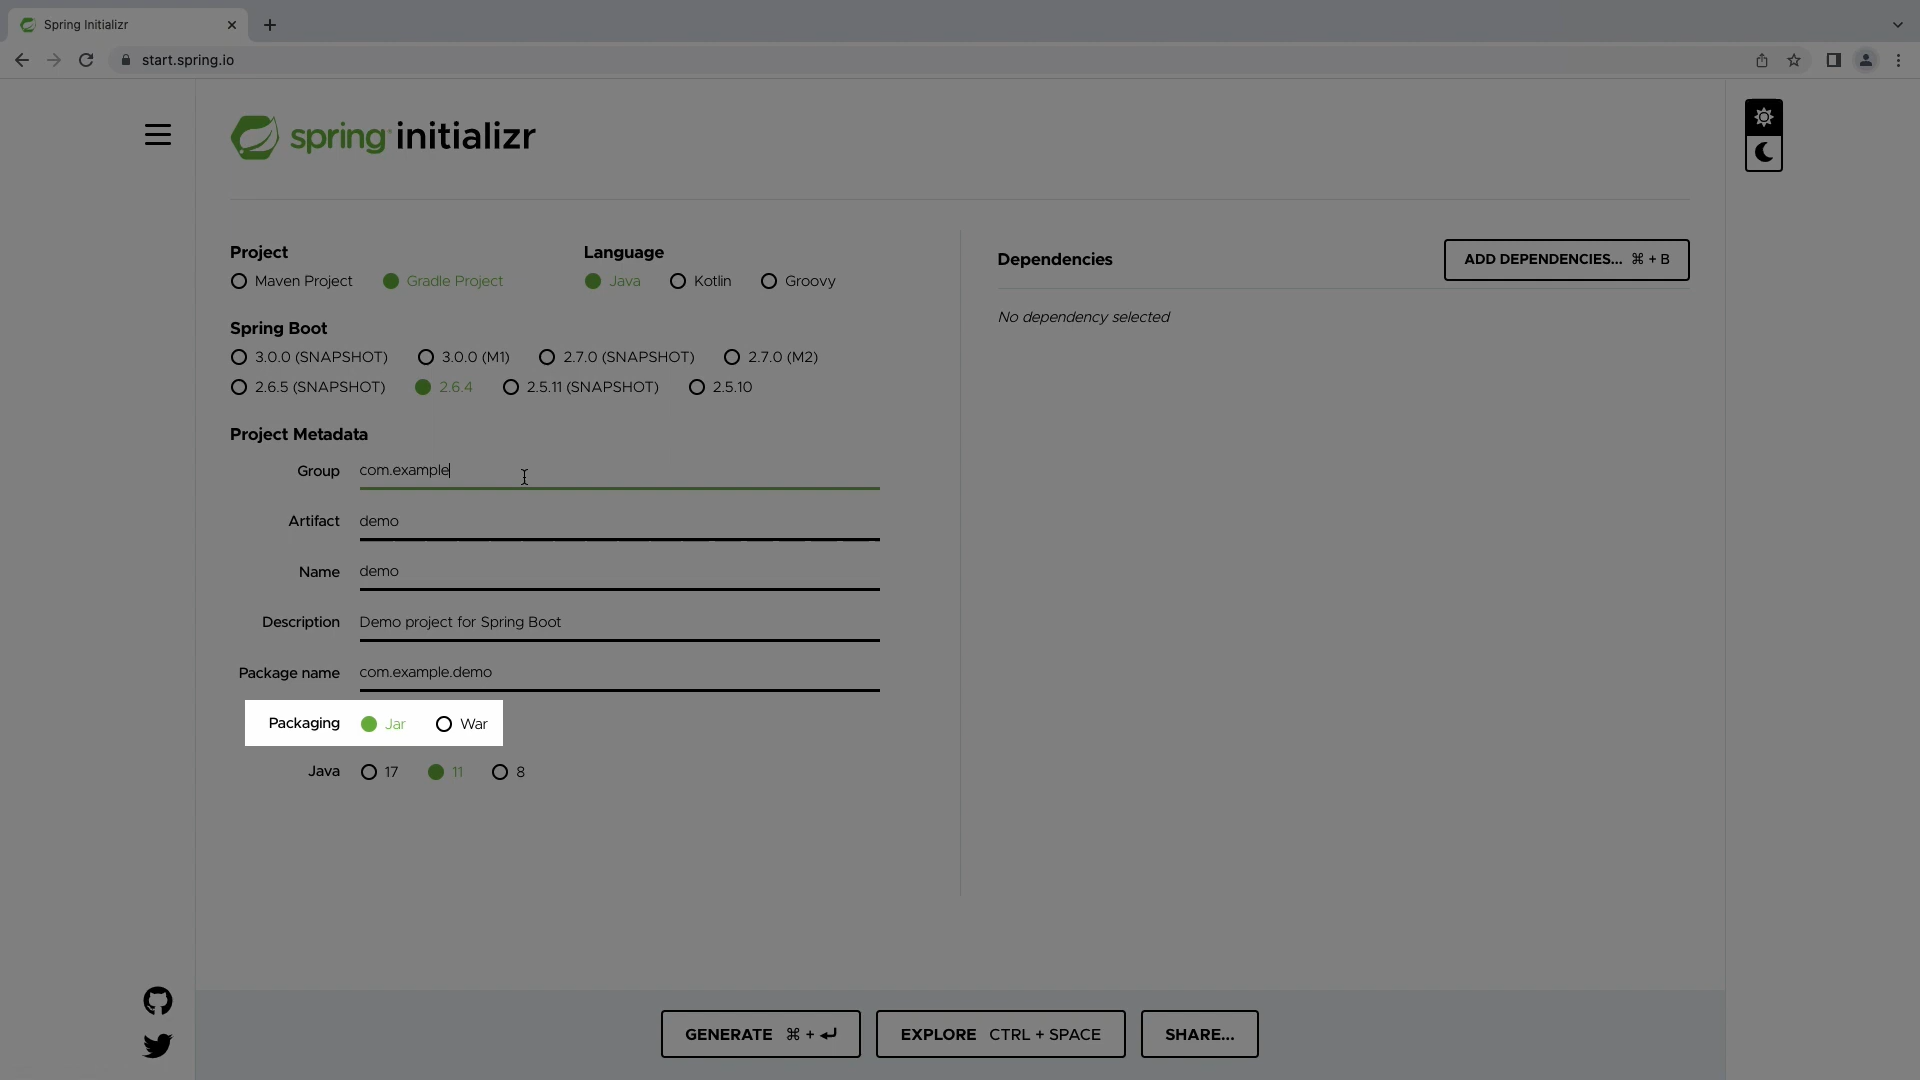 Spring Initializr
start.spring.io
spring initializr
Project
Maven Project Gradle Project
Language
Java Kotlin Groovy
Spring Boot
3.0.0 (SNAPSHOT) 3.0.0 (M1) 2.7.0 (SNAPSHOT) 2.7.0 (M2)
2.6.5 (SNAPSHOT) 2.6.4 2.5.11 (SNAPSHOT) 2.5.10
Project Metadata
Group com.example
Artifact demo
Name demo
Description Demo project for Spring Boot
Package name com.example.demo
Packaging Jar War
Java 17 11 8
Dependencies
ADD DEPENDENCIES... ⌘ + B
No dependency selected
GENERATE ⌘ + ⏎
EXPLORE CTRL + SPACE
SHARE...